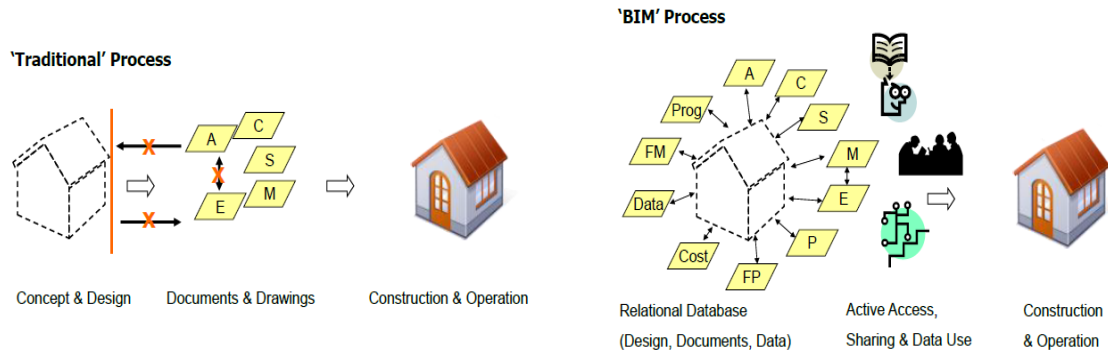 ‘Traditional’ Process
X
X
X
A
C
S
E
M
Concept & Design
Documents & Drawings
Construction & Operation
‘BIM’ Process
A
C
Prog
S
FM
M
Data
E
Cost
P
FP
Relational Database
(Design, Documents, Data)
Active Access,
Sharing & Data Use
Construction
& Operation